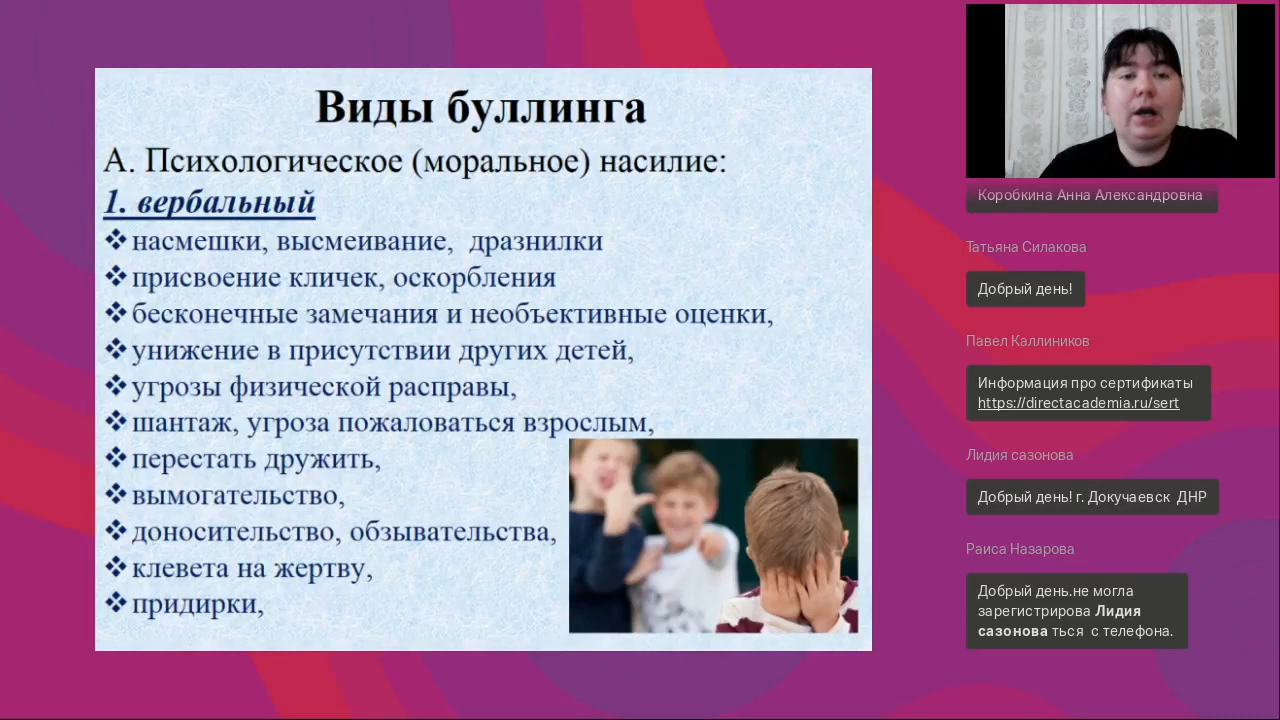 Виды буллинга
А. Психологическое (моральное) насилие:
1. вербальный
❖насмешки, высмеивание, дразнилки
❖присвоение кличек, оскорбления
❖бесконечные замечания и необъективные оценки,
❖унижение в присутствии других детей,
❖угрозы физической расправы,
❖шантаж, угроза пожаловаться взрослым,
❖перестать дружить,
❖вымогательство,
❖доносительство, обзывательства,
❖клевета на жертву,
❖придирки,
Коробкина Анна Александровна
Татьяна Силакова
Добрый день!
Павел Каллиников
Информация про сертификаты
https://directacademia.ru/sert
Лидия сазонова
Добрый день! г. Докучаевск ДНР
Раиса Назарова
Добрый день.не могла
зарегистрирова Лидия
сазонова ться с телефона.